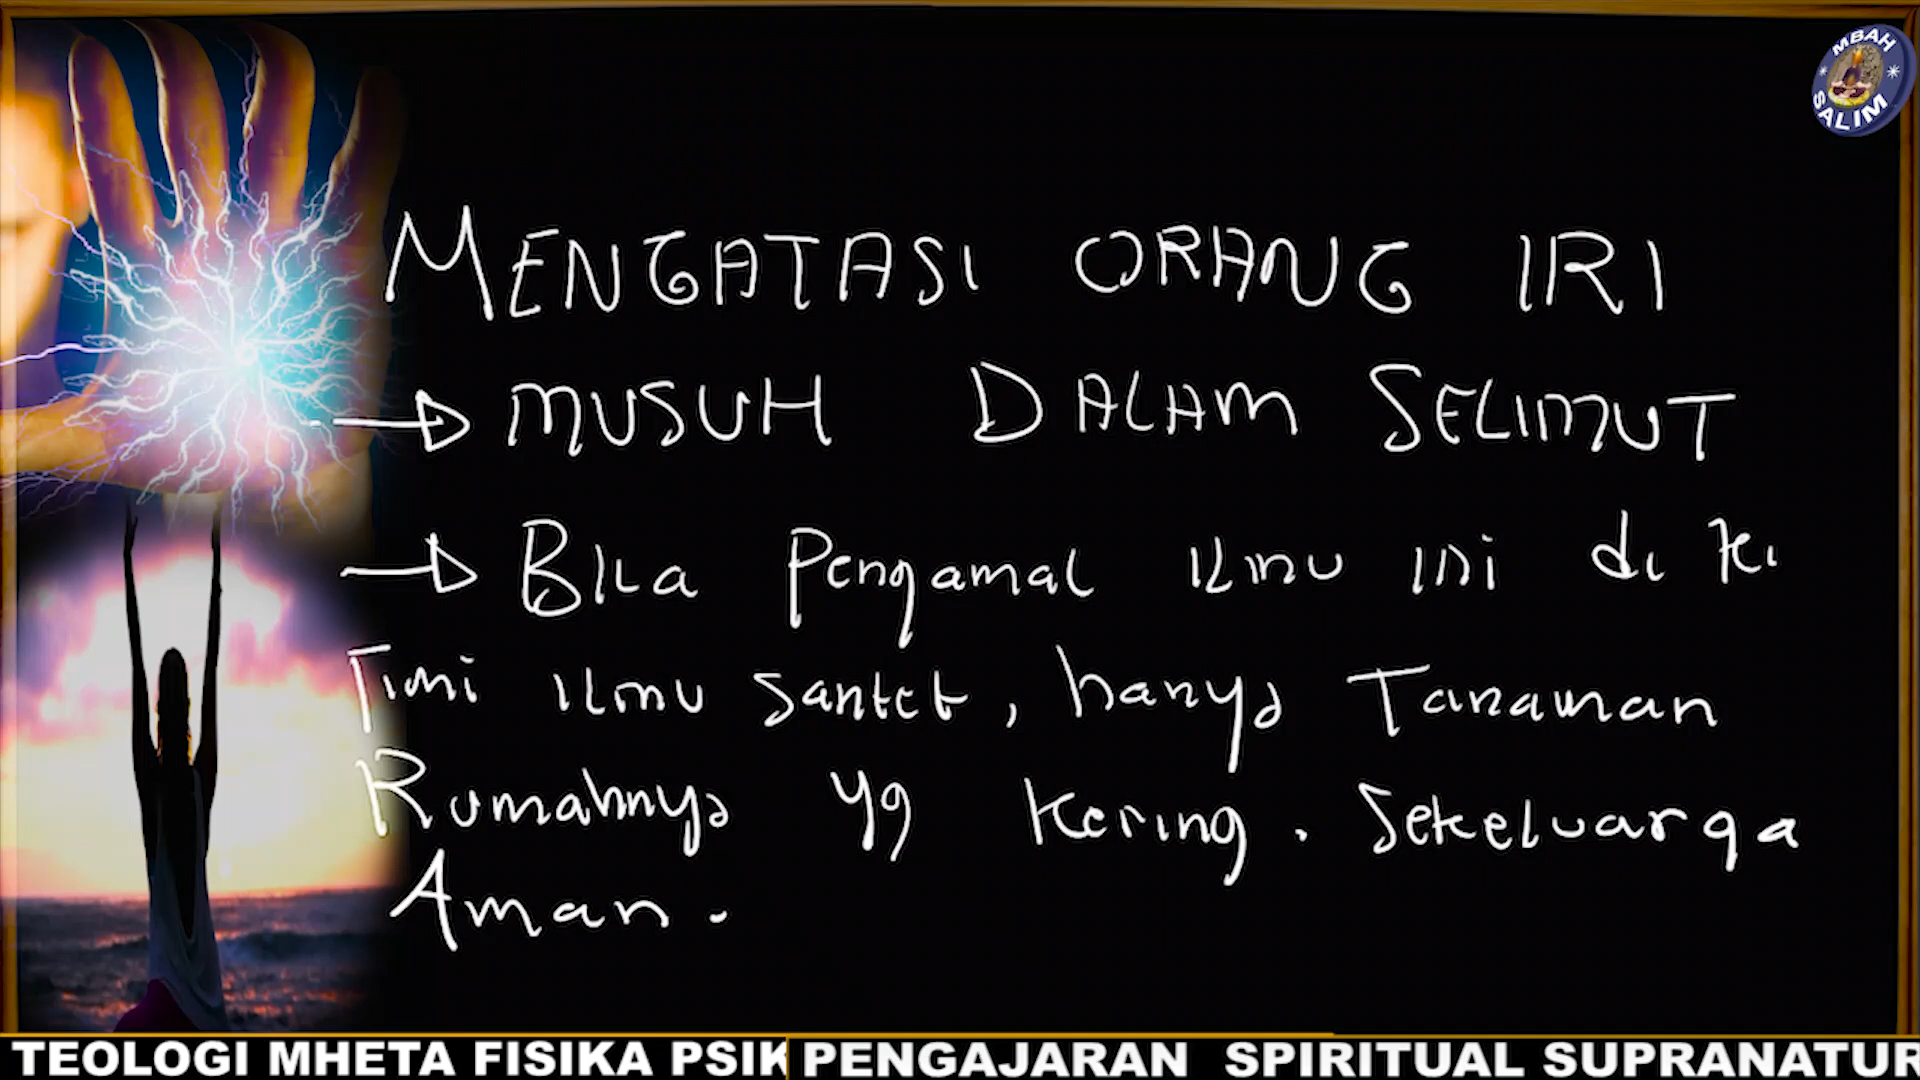 MBAH
SALIM
MENGATASI ORANG IRI
MUSUH DALAM SELIMUT
Bila Pengamal ilmu ini di ki
Timi ilmu santet, hanya Tanaman
Rumahnya yg kering. Sekeluarga
Aman.
TEOLOGI MHETA FISIKA PSIK PENGAJARAN SPIRITUAL SUPRANATUR